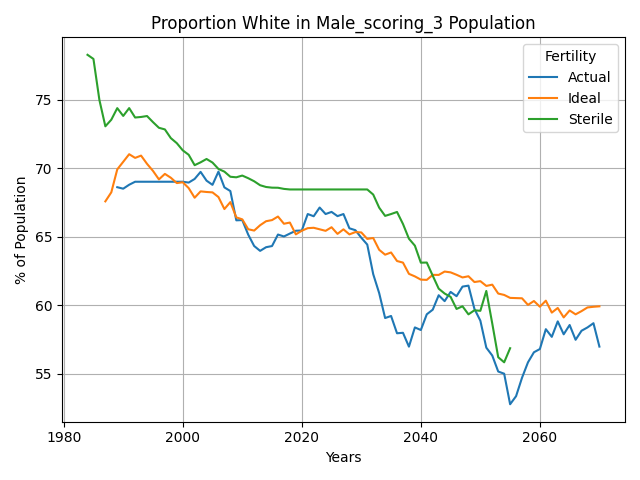 Proportion White in Male_scoring_3 Population
% of Population
75
70
65
60
55
1980
2000
2020
2040
2060
Years
Fertility
Actual
Ideal
Sterile